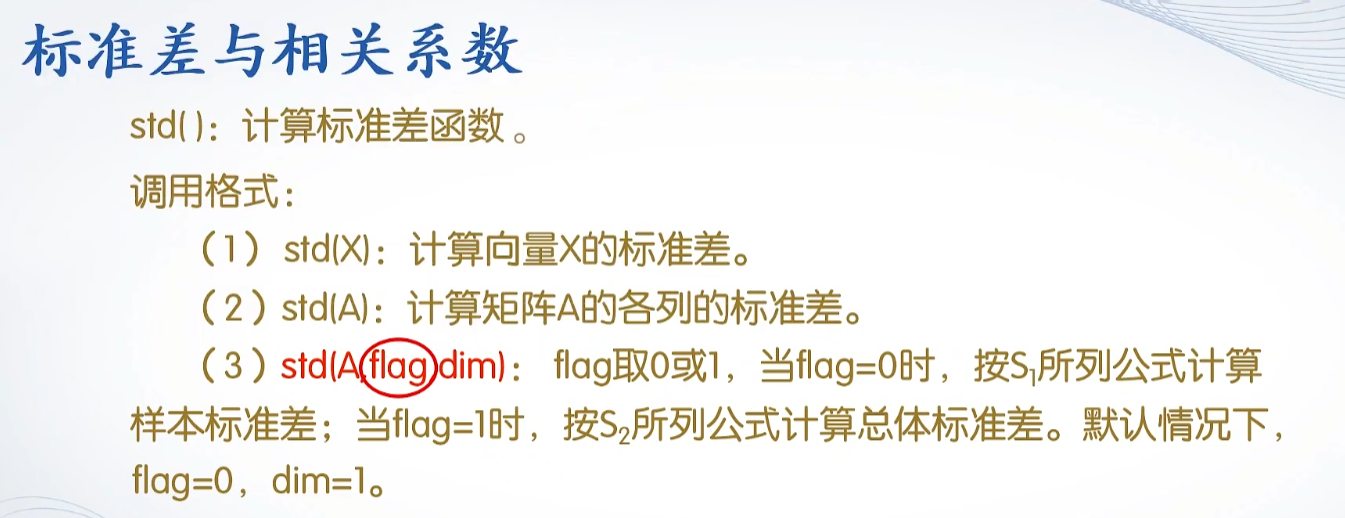 标准差与相关系数
std( )：计算标准差函数。
调用格式：
（1）std(X)：计算向量X的标准差。
（2）std(A)：计算矩阵A的各列的标准差。
（3）std(A,flag,dim)：flag取0或1，当flag=0时，按S₁所列公式计算
样本标准差；当flag=1时，按S₂所列公式计算总体标准差。默认情况下，
flag=0，dim=1。